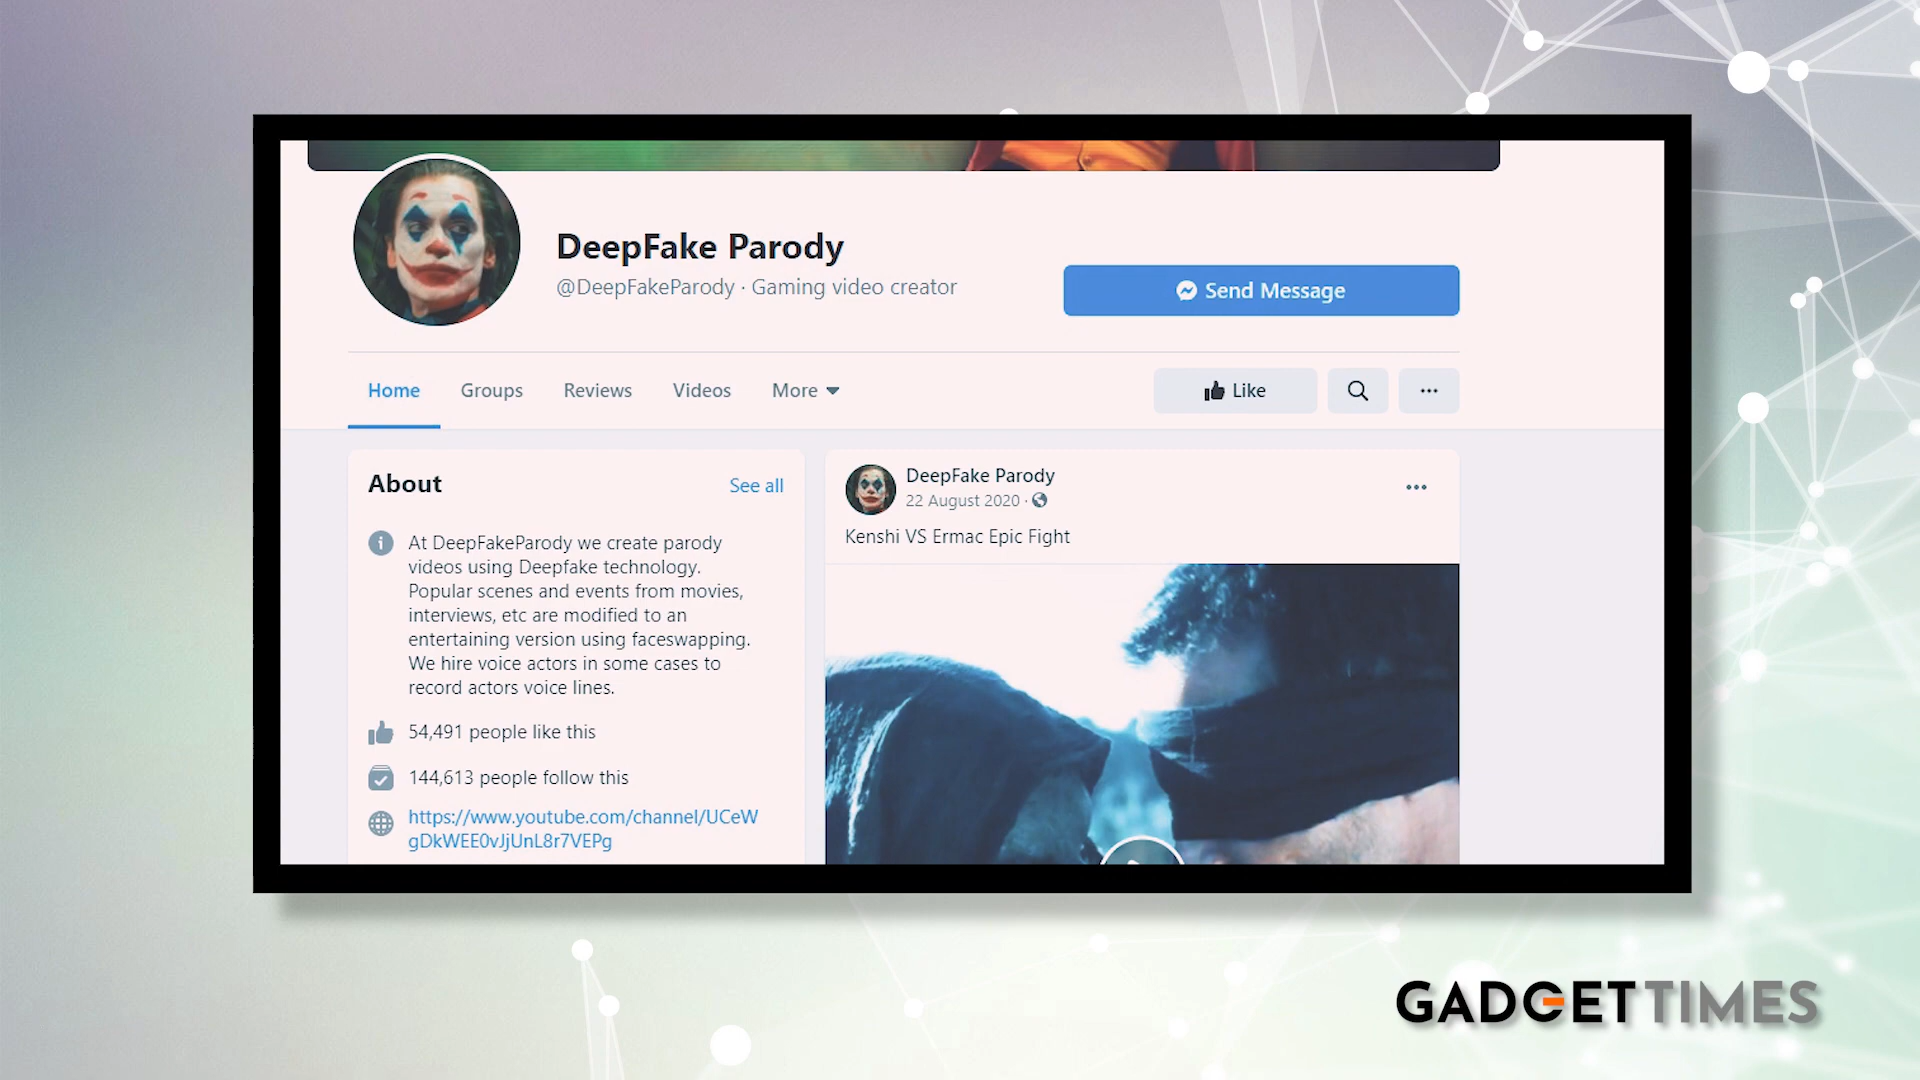 DeepFake Parody
@DeepFakeParody · Gaming video creator
Send Message
Home Groups Reviews Videos More
Like
About
See all
At DeepFakeParody we create parody
videos using Deepfake technology.
Popular scenes and events from movies,
interviews, etc are modified to an
entertaining version using faceswapping.
We hire voice actors in some cases to
record actors voice lines.
54,491 people like this
144,613 people follow this
https://www.youtube.com/channel/UCeW
gDkWEE0vJjUnL8r7VEPg
DeepFake Parody
22 August 2020 ·
Kenshi VS Ermac Epic Fight
GADGET TIMES